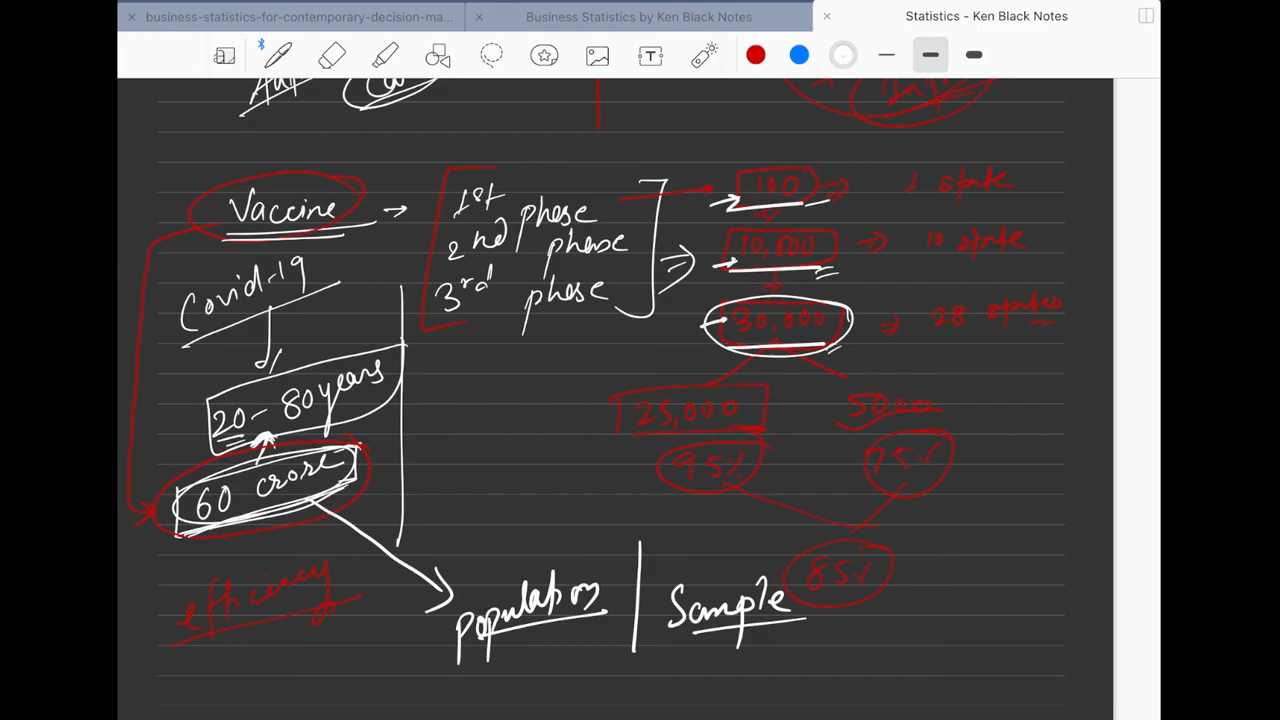 business-statistics-for-contemporary-decision-ma...
Business Statistics by Ken Black Notes
Statistics - Ken Black Notes
T
Vaccine
1st phase
2nd phase
3rd phase
100
1 state
10,000
10 state
30,000
28 states
Covid-19
20-80 years
60 crore
25,000
5000
95%
75%
85%
efficiency
population
Sample